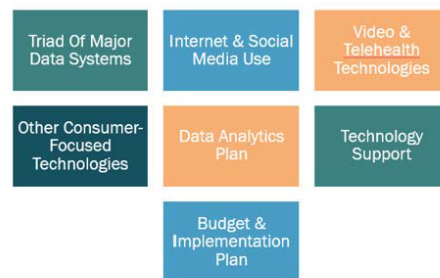 Triad Of Major
Data Systems
Internet & Social
Media Use
Video &
Telehealth
Technologies
Other Consumer-
Focused
Technologies
Data Analytics
Plan
Technology
Support
Budget &
Implementation
Plan